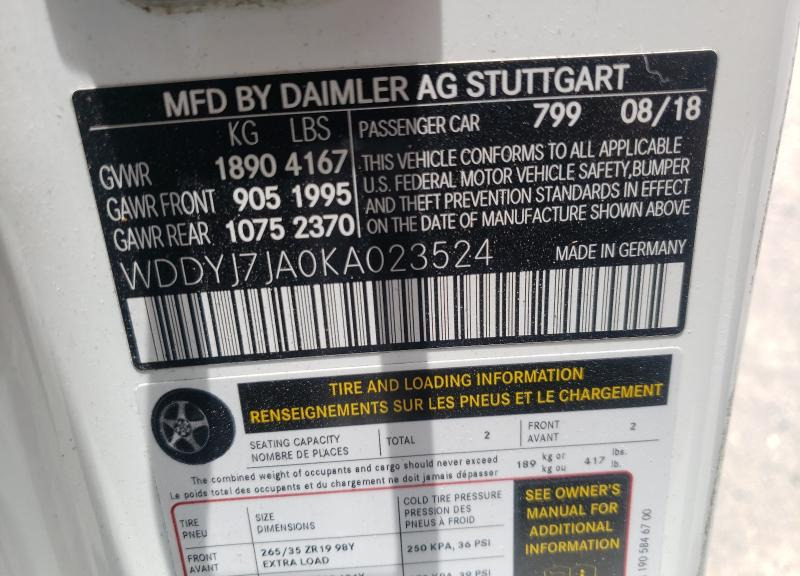 MFD BY DAIMLER AG STUTTGART
KG LBS PASSENGER CAR 799 08/18
GVWR 1890 4167
GAWR FRONT 905 1995
GAWR REAR 1075 2370
THIS VEHICLE CONFORMS TO ALL APPLICABLE
U.S. FEDERAL MOTOR VEHICLE SAFETY, BUMPER
AND THEFT PREVENTION STANDARDS IN EFFECT
ON THE DATE OF MANUFACTURE SHOWN ABOVE
WDDYJ7JA0KA023524 MADE IN GERMANY
TIRE AND LOADING INFORMATION
RENSEIGNEMENTS SUR LES PNEUS ET LE CHARGEMENT
SEATING CAPACITY
NOMBRE DE PLACES
TOTAL 2
FRONT 2
AVANT
The combined weight of occupants and cargo should never exceed
Le poids total des occupants et du chargement ne doit jamais dépasser
189 kg or 417 lbs.
kg ou lb.
TIRE
PNEU
SIZE
DIMENSIONS
COLD TIRE PRESSURE
PRESSION DES
PNEUS À FROID
SEE OWNER'S
MANUAL FOR
ADDITIONAL
INFORMATION
FRONT
AVANT
265/35 ZR19 98Y
EXTRA LOAD
250 KPA, 36 PSI
39 PSI
190 584 67 00